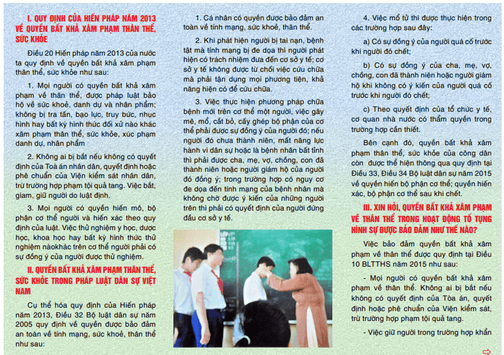 I. QUY ĐỊNH CỦA HIẾN PHÁP NĂM 2013
VỀ QUYỀN BẤT KHẢ XÂM PHẠM THÂN THỂ,
SỨC KHỎE
Điều 20 Hiến pháp năm 2013 của nước
ta quy định về quyền bất khả xâm phạm
thân thể, sức khỏe như sau:
1. Mọi người có quyền bất khả xâm
phạm về thân thể, được pháp luật bảo
hộ về sức khoẻ, danh dự và nhân phẩm;
không bị tra tấn, bạo lực, truy bức, nhục
hình hay bất kỳ hình thức đối xử nào khác
xâm phạm thân thể, sức khỏe, xúc phạm
danh dự, nhân phẩm
2. Không ai bị bắt nếu không có quyết
định của Toà án nhân dân, quyết định hoặc
phê chuẩn của Viện kiểm sát nhân dân,
trừ trường hợp phạm tội quả tang. Việc bắt,
giam, giữ người do luật định.
3. Mọi người có quyền hiến mô, bộ
phận cơ thể người và hiến xác theo quy
định của luật. Việc thử nghiệm y học, dược
học, khoa học hay bất kỳ hình thức thử
nghiệm nàokhác trên cơ thể người phải có
sự đồng ý của người được thử nghiệm.
II. QUYỀN BẤT KHẢ XÂM PHẠM THÂN THỂ,
SỨC KHỎE TRONG PHÁP LUẬT DÂN SỰ VIỆT
NAM
Cụ thể hóa quy định của Hiến pháp
năm 2013, Điều 32 Bộ luật dân sự năm
2005 quy định về quyền được bảo đảm
an toàn về tính mạng, sức khỏe, thân thể
như sau:
1. Cá nhân có quyền được bảo đảm an
toàn về tính mạng, sức khỏe, thân thể.
2. Khi phát hiện người bị tai nạn, bệnh
tật mà tính mạng bị đe dọa thì người phát
hiện có trách nhiệm đưa đến cơ sở y tế; cơ
sở y tế không được từ chối việc cứu chữa
mà phải tận dụng mọi phương tiện, khả
năng hiện có để cứu chữa.
3. Việc thực hiện phương pháp chữa
bệnh mới trên cơ thể một người, việc gây
mê, mổ, cắt bỏ, cấy ghép bộ phận của cơ
thể phải được sự đồng ý của người đó; nếu
người đó chưa thành niên, mất năng lực
hành vi dân sự hoặc là bệnh nhân bất tỉnh
thì phải được cha, mẹ, vợ, chồng, con đã
thành niên hoặc người giám hộ của người
đó đồng ý; trong trường hợp có nguy cơ
đe dọa đến tính mạng của bệnh nhân mà
không chờ được ý kiến của những người
trên thì phải có quyết định của người đứng
đầu cơ sở y tế.
4. Việc mổ tử thi được thực hiện trong
các trường hợp sau đây:
a) Có sự đồng ý của người quá cố trước
khi người đó chết;
b) Có sự đồng ý của cha, mẹ, vợ,
chồng, con đã thành niên hoặc người giám
hộ khi không có ý kiến của người quá cố
trước khi người đó chết;
c) Theo quyết định của tổ chức y tế,
cơ quan nhà nước có thẩm quyền trong
trường hợp cần thiết.
Bên cạnh đó, quyền bất khả xâm
phạm thân thể, sức khỏe của công dân
còn được thể hiện thông qua quy định tại
Điều 33, Điều 34 Bộ luật dân sự năm 2015
về quyền hiến bộ phận cơ thể; quyền hiến
xác, bộ phận cơ thể sau khi chết.
III. XIN HỎI, QUYỀN BẤT KHẢ XÂM PHẠM
VỀ THÂN THỂ TRONG HOẠT ĐỘNG TỐ TỤNG
HÌNH SỰ ĐƯỢC BẢO ĐẢM NHƯ THẾ NÀO?
Việc bảo đảm quyền bất khả xâm
phạm về thân thể được quy định tại Điều
10 BLTTHS năm 2015 như sau:
- Mọi người có quyền bất khả xâm
phạm về thân thể. Không ai bị bắt nếu
không có quyết định của Tòa án, quyết
định hoặc phê chuẩn của Viện kiểm sát,
trừ trường hợp phạm tội quả tang.
- Việc giữ người trong trường hợp khẩn